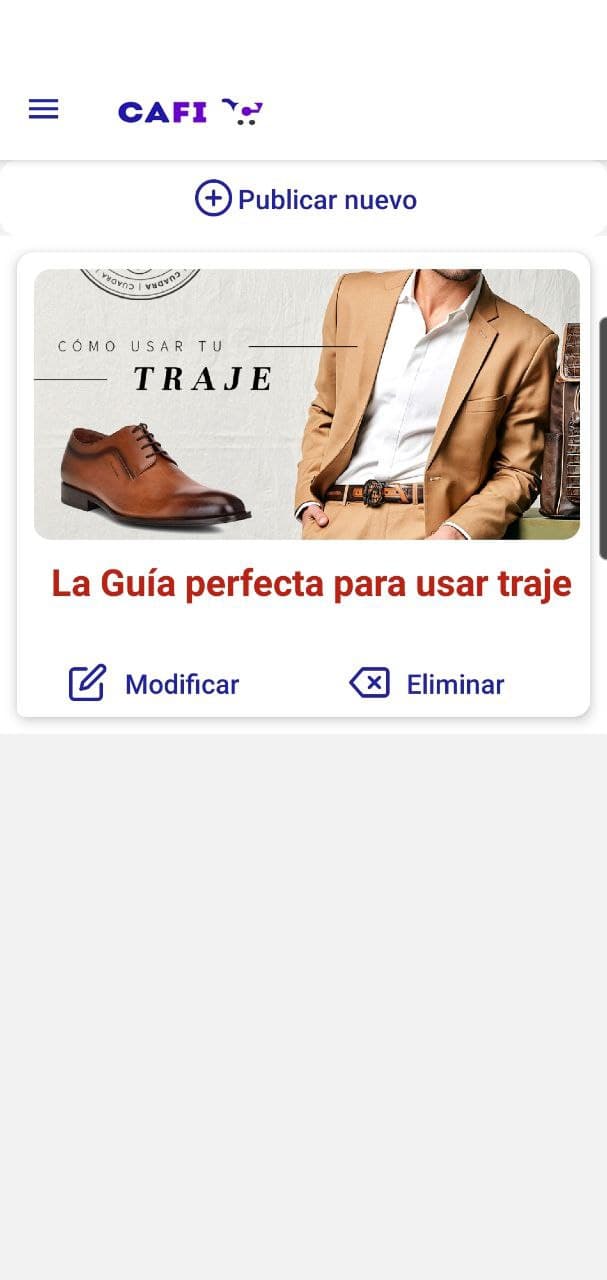 CAFI
Publicar nuevo
CUADRA | CUADRA
CÓMO USAR TU
TRAJE
La Guía perfecta para usar traje
Modificar
Eliminar